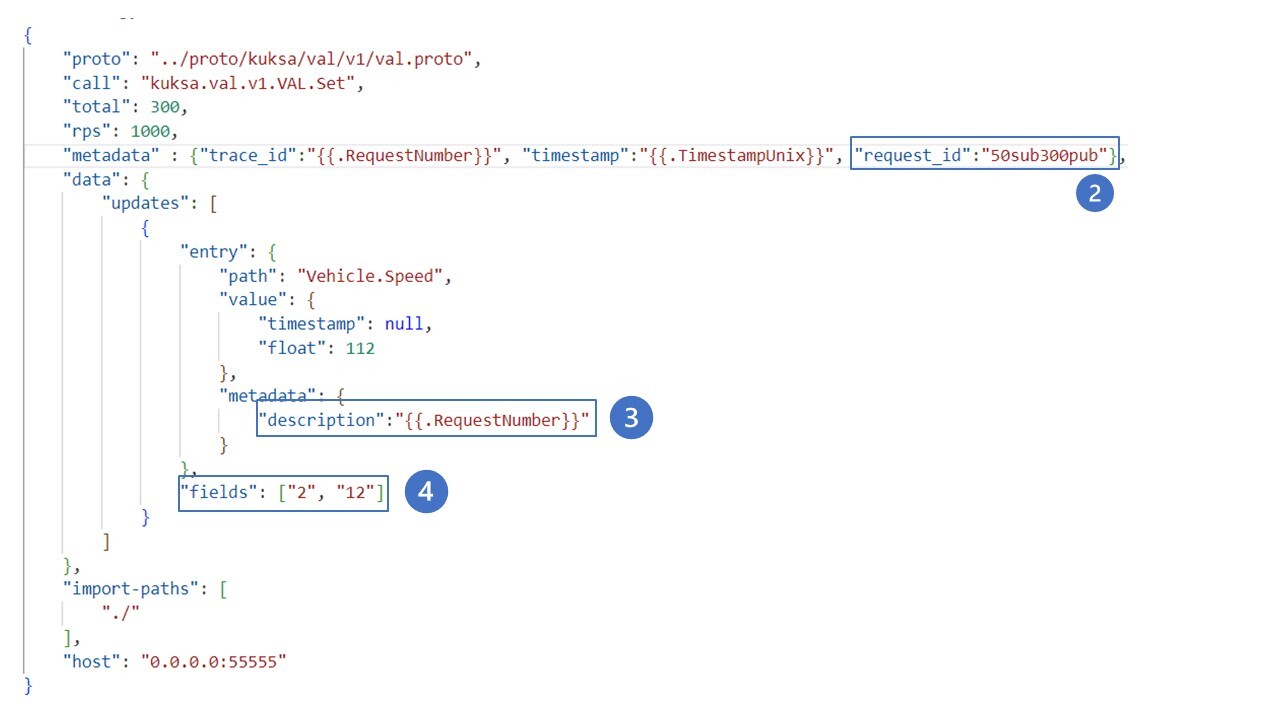 {
"proto": "../proto/kuksa/val/v1/val.proto",
"call": "kuksa.val.v1.VAL.Set",
"total": 300,
"rps": 1000,
"metadata" : {"trace_id":"{{.RequestNumber}}", "timestamp":"{{.TimestampUnix}}", "request_id":"50sub300pub"},
2
"data": {
"updates": [
{
"entry": {
"path": "Vehicle.Speed",
"value": {
"timestamp": null,
"float": 112
},
"metadata": {
"description":"{{.RequestNumber}}"
3
}
},
"fields": ["2", "12"]
4
}
]
},
"import-paths": [
"./"
],
"host": "0.0.0.0:55555"
}